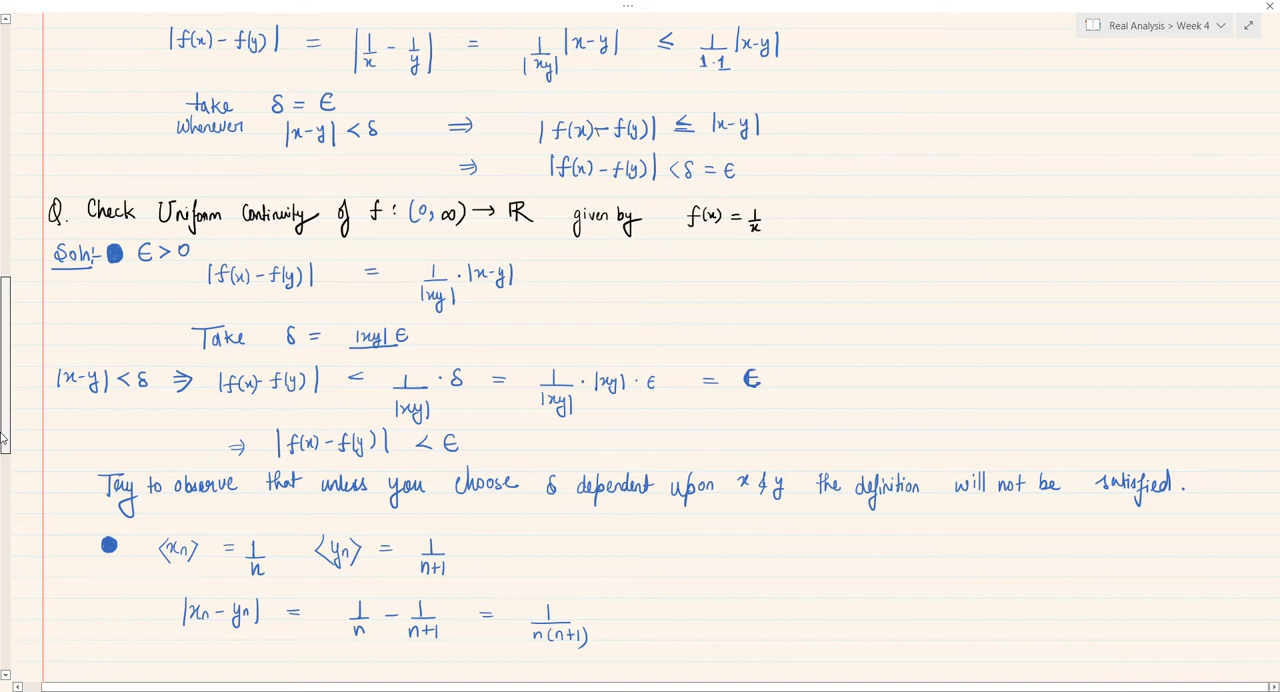 Real Analysis > Week 4
|f(x) - f(y)| = |1/x - 1/y| = 1/|xy| |x-y| ≤ 1/1·1 |x-y|
take δ = ε
whenever |x-y| < δ ⇒ |f(x) - f(y)| ≤ |x-y|
⇒ |f(x) - f(y)| < δ = ε
Q. Check Uniform Continuity of f : (0, ∞) → ℝ given by f(x) = 1/x
Soln:- ε > 0
|f(x) - f(y)| = 1/|xy| · |x-y|
Take δ = |xy| ε
|x-y| < δ ⇒ |f(x) - f(y)| < 1/|xy| · δ = 1/|xy| · |xy| · ε = ε
⇒ |f(x) - f(y)| < ε
Try to observe that unless you choose δ dependent upon x & y the definition will not be satisfied.
⟨xn⟩ = 1/n ⟨yn⟩ = 1/n+1
|xn - yn| = 1/n - 1/n+1 = 1/n(n+1)